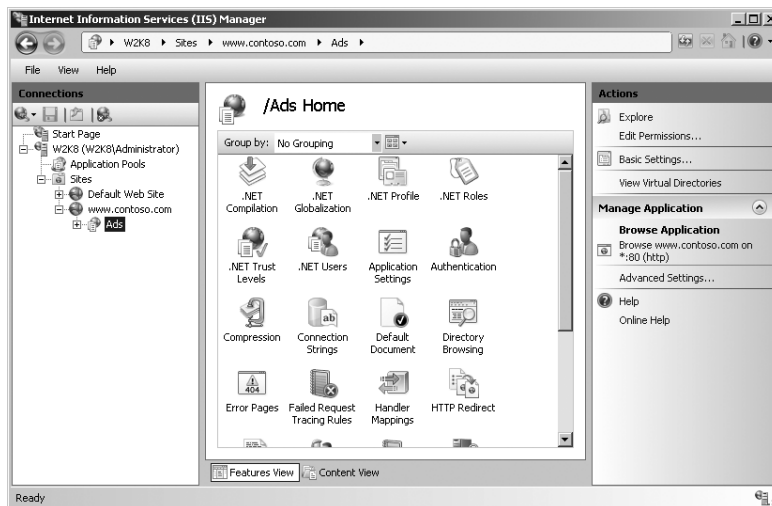 Internet Information Services (IIS) Manager
W2K8 Sites www.contoso.com Ads
File View Help
Connections
Start Page
W2K8 (W2K8\Administrator)
Application Pools
Sites
Default Web Site
www.contoso.com
Ads
/Ads Home
Group by: No Grouping
.NET Compilation
.NET Globalization
.NET Profile
.NET Roles
.NET Trust Levels
.NET Users
Application Settings
Authentication
Compression
ab
Connection Strings
Default Document
Directory Browsing
404
Error Pages
Failed Request Tracing Rules
Handler Mappings
HTTP Redirect
Features View
Content View
Actions
Explore
Edit Permissions...
Basic Settings...
View Virtual Directories
Manage Application
Browse Application
Browse www.contoso.com on
*:80 (http)
Advanced Settings...
Help
Online Help
Ready